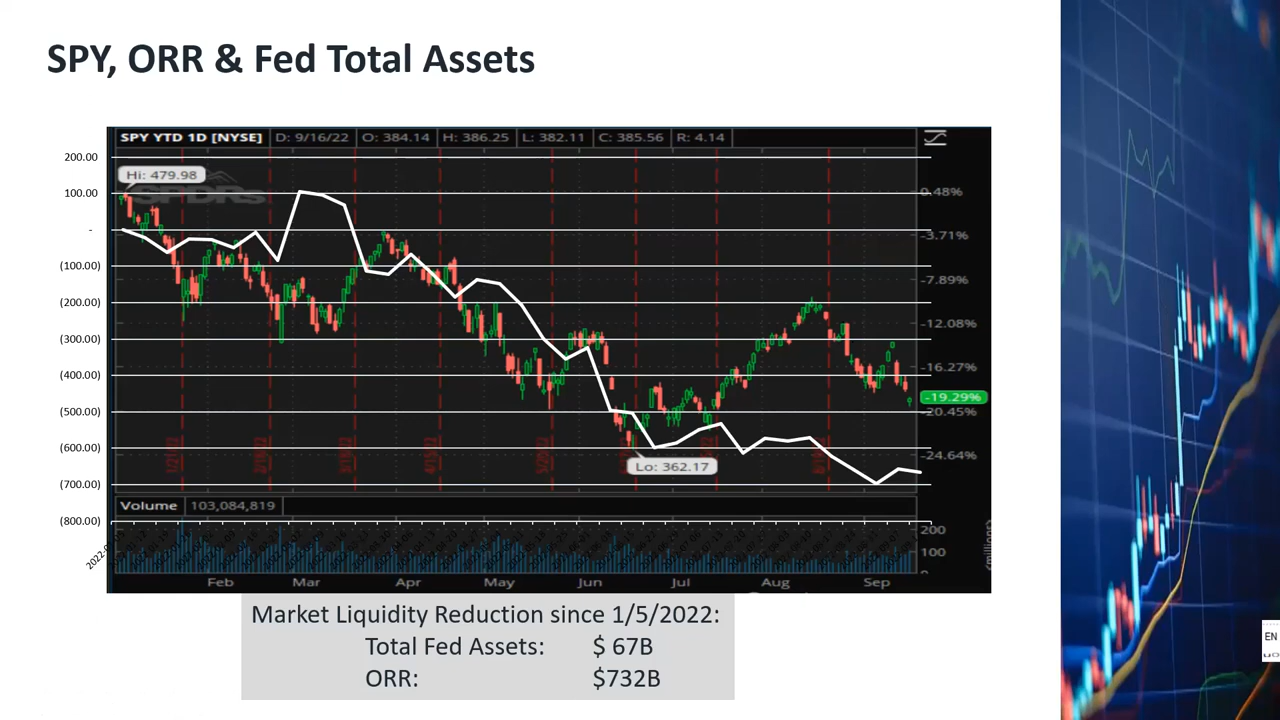 SPY, ORR & Fed Total Assets
SPY YTD 1D [NYSE] D: 9/16/22 O: 384.14 H: 386.25 L: 382.11 C: 385.56 R: 4.14
200.00
Hi: 479.98
SPDRs
100.00
0.48%
-
-3.71%
(100.00)
-7.89%
(200.00)
-12.08%
(300.00)
-16.27%
(400.00)
-19.29%
(500.00)
-20.45%
(600.00)
-24.64%
Lo: 362.17
(700.00)
Volume 103,084,819
(800.00)
200
100
Feb Mar Apr May Jun Jul Aug Sep
Market Liquidity Reduction since 1/5/2022:
Total Fed Assets: $ 67B
ORR: $732B
EN